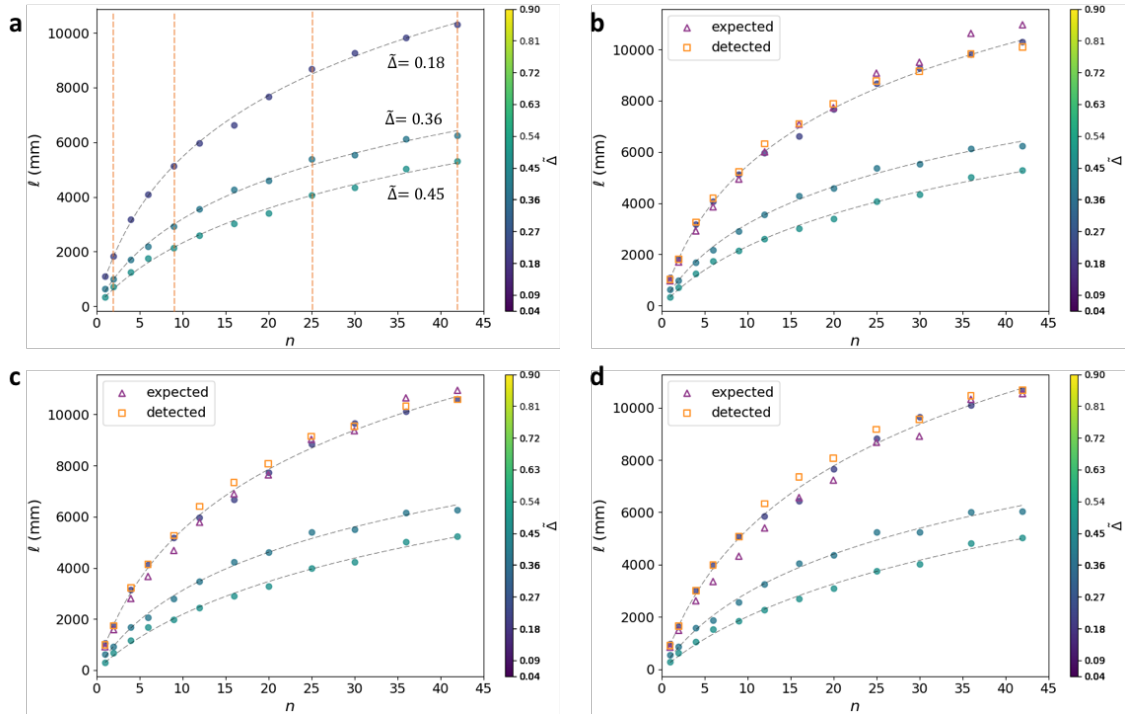 a
10000
8000
6000
4000
2000
0
ℓ (mm)
0 5 10 15 20 25 30 35 40 45
n
Δ̃= 0.18
Δ̃= 0.36
Δ̃= 0.45
0.90
0.81
0.72
0.63
0.54
0.45
0.36
0.27
0.18
0.09
0.04
Δ̃
b
expected
detected
10000
8000
6000
4000
2000
0
ℓ (mm)
0 5 10 15 20 25 30 35 40 45
n
0.90
0.81
0.72
0.63
0.54
0.45
0.36
0.27
0.18
0.09
0.04
Δ̃
c
expected
detected
10000
8000
6000
4000
2000
0
ℓ (mm)
0 5 10 15 20 25 30 35 40 45
n
0.90
0.81
0.72
0.63
0.54
0.45
0.36
0.27
0.18
0.09
0.04
Δ̃
d
expected
detected
10000
8000
6000
4000
2000
0
ℓ (mm)
0 5 10 15 20 25 30 35 40 45
n
0.90
0.81
0.72
0.63
0.54
0.45
0.36
0.27
0.18
0.09
0.04
Δ̃